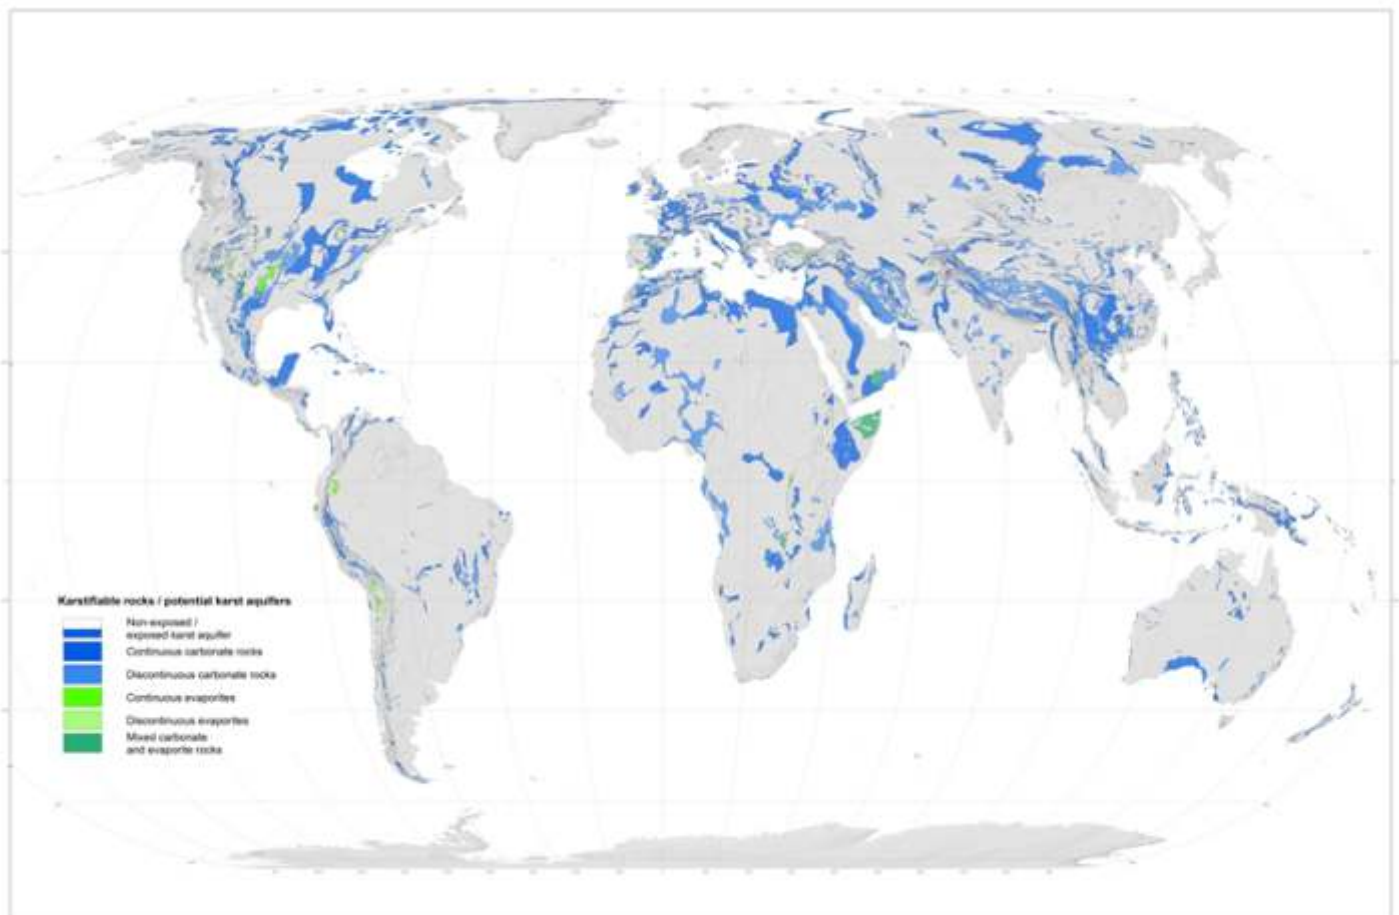 Karstifiable rocks / potential karst aquifers
Non-exposed /
exposed karst aquifer
Continuous carbonate rocks
Discontinuous carbonate rocks
Continuous evaporites
Discontinuous evaporites
Mixed carbonate
and evaporite rocks